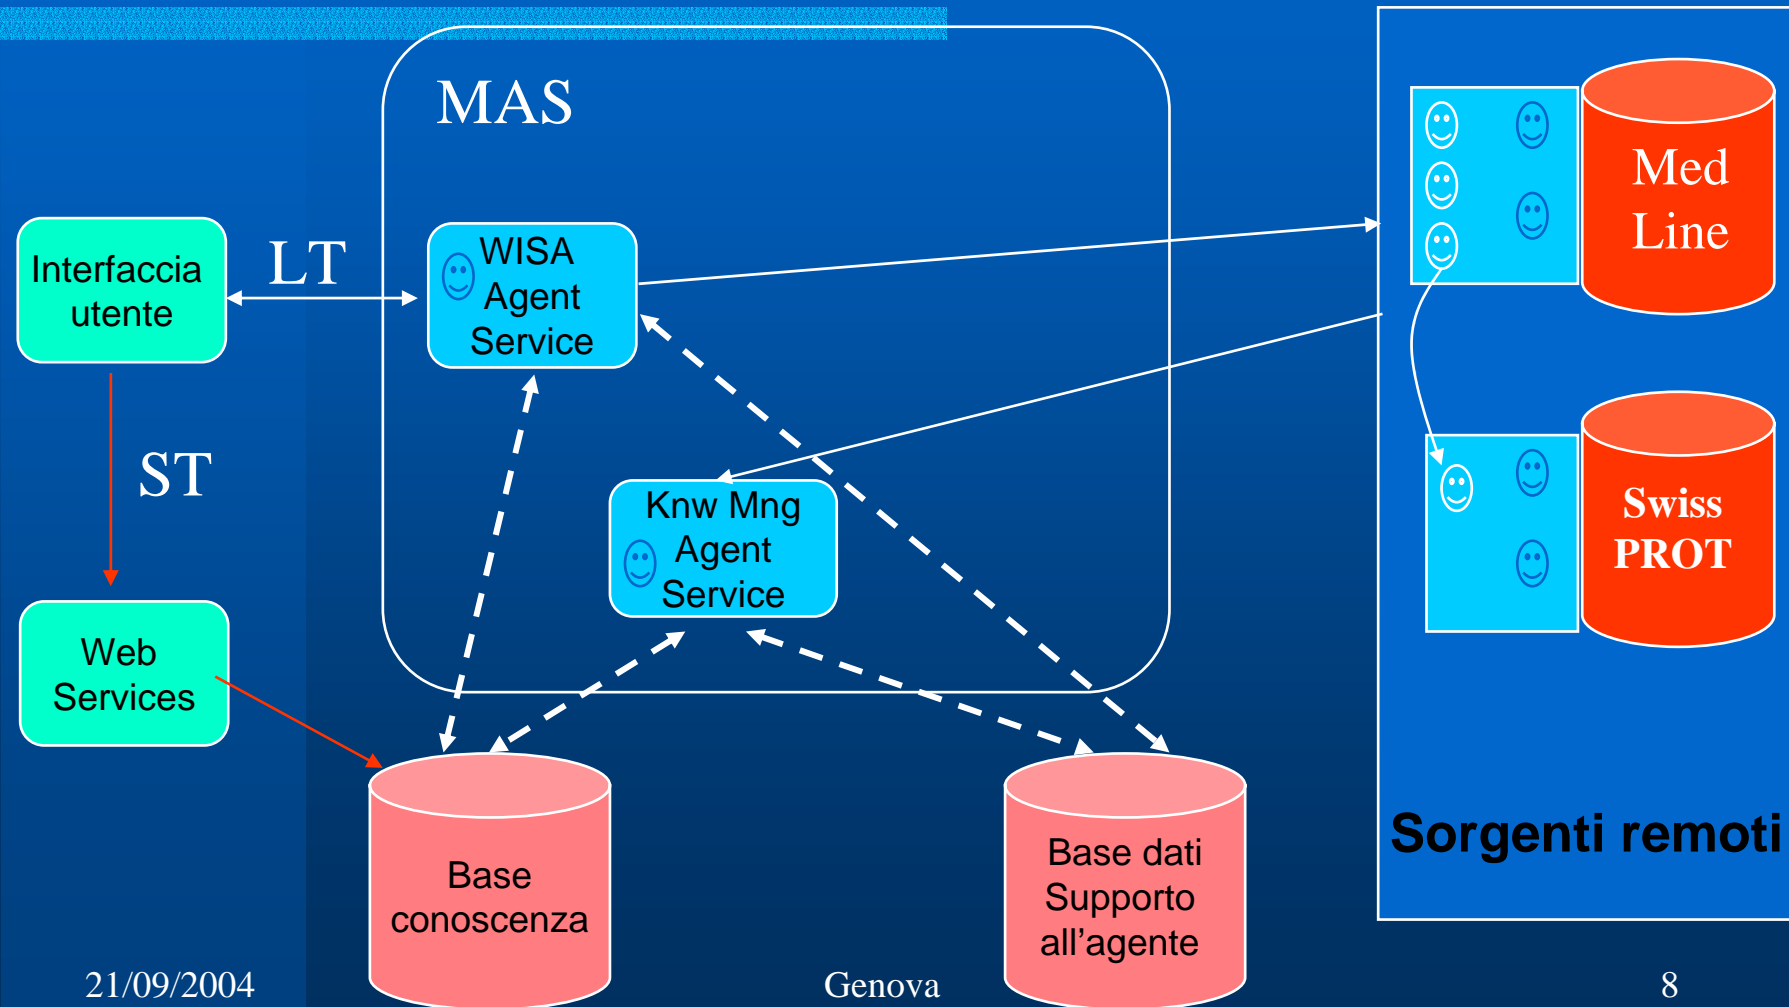 MAS
Interfaccia
utente
LT
WISA
Agent
Service
Med
Line
ST
Knw Mng
Agent
Service
Swiss
PROT
Web
Services
Sorgenti remoti
Base
conoscenza
Base dati
Supporto
all'agente
21/09/2004
Genova
8